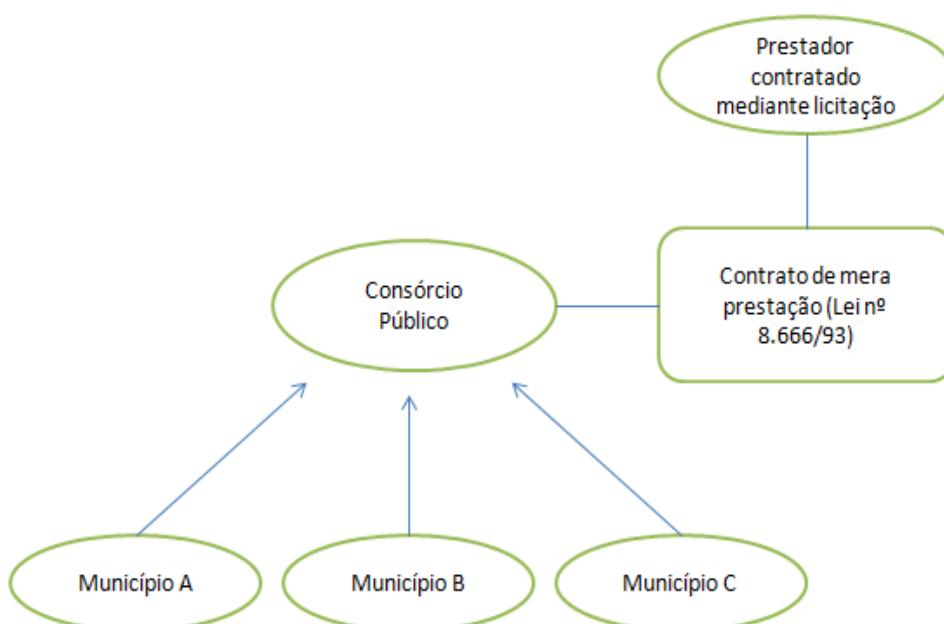 Prestador
contratado
mediante licitação
Contrato de mera
prestação (Lei nº
8.666/93)
Consórcio
Público
Município A
Município B
Município C